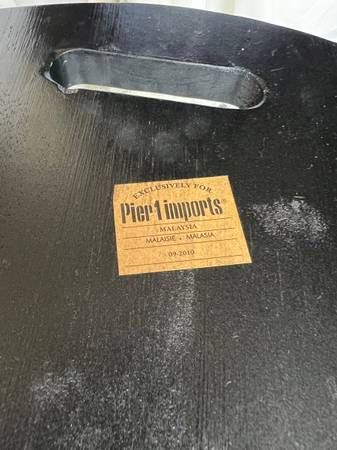 EXCLUSIVELY FOR
Pier 1 imports®
MALAYSIA
MALAISIE . MALASIA
09-2010